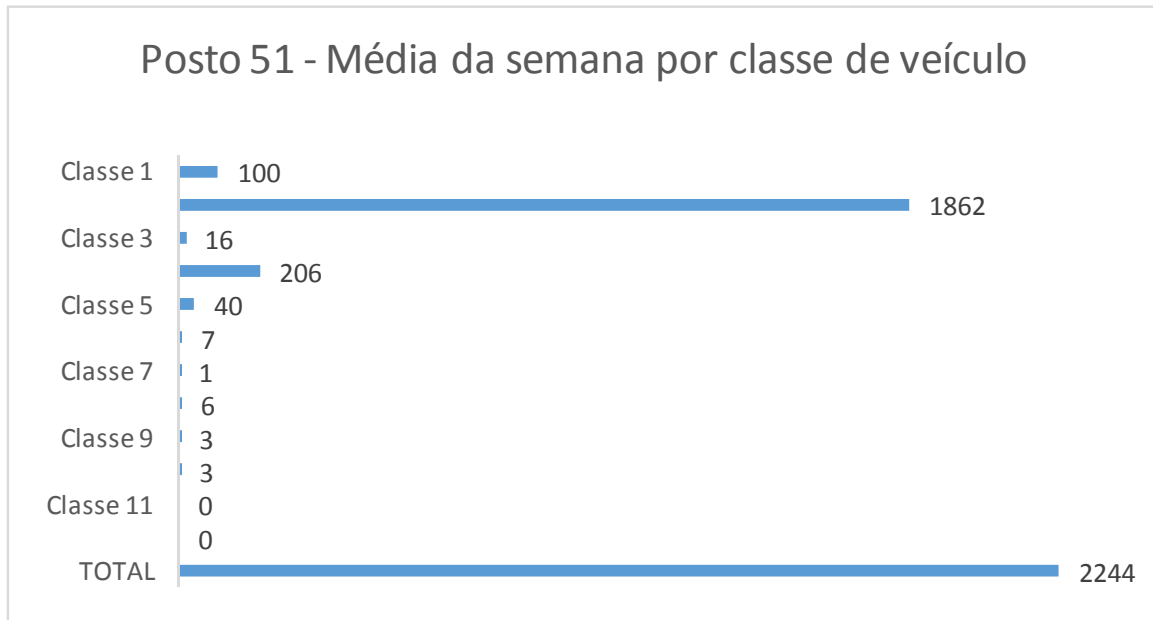 Posto 51 - Média da semana por classe de veículo
Classe 1 100
1862
Classe 3 16
206
Classe 5 40
7
Classe 7 1
6
Classe 9 3
3
Classe 11 0
0
TOTAL 2244